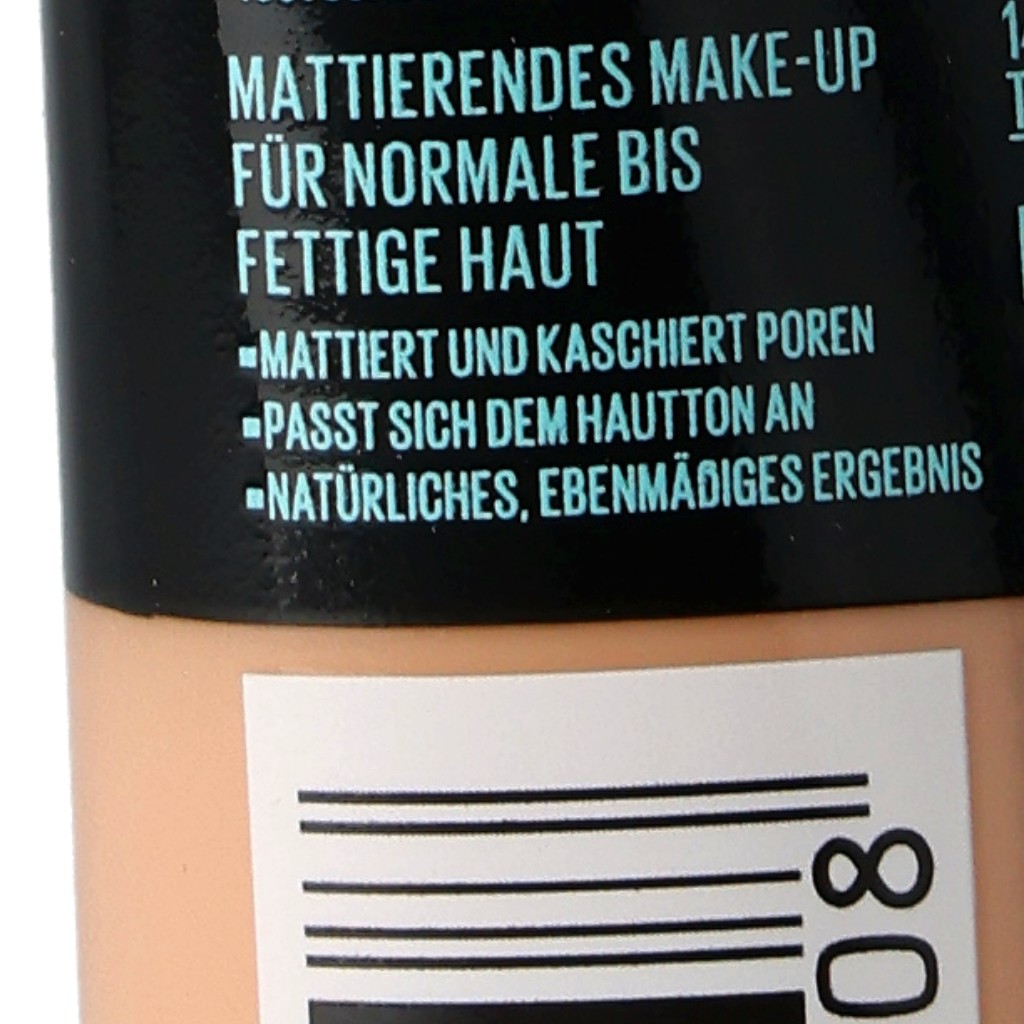 MATTIERENDES MAKE-UP
FÜR NORMALE BIS
FETTIGE HAUT
▪MATTIERT UND KASCHIERT POREN
▪PASST SICH DEM HAUTTON AN
▪NATÜRLICHES, EBENMÄßIGES ERGEBNIS
08